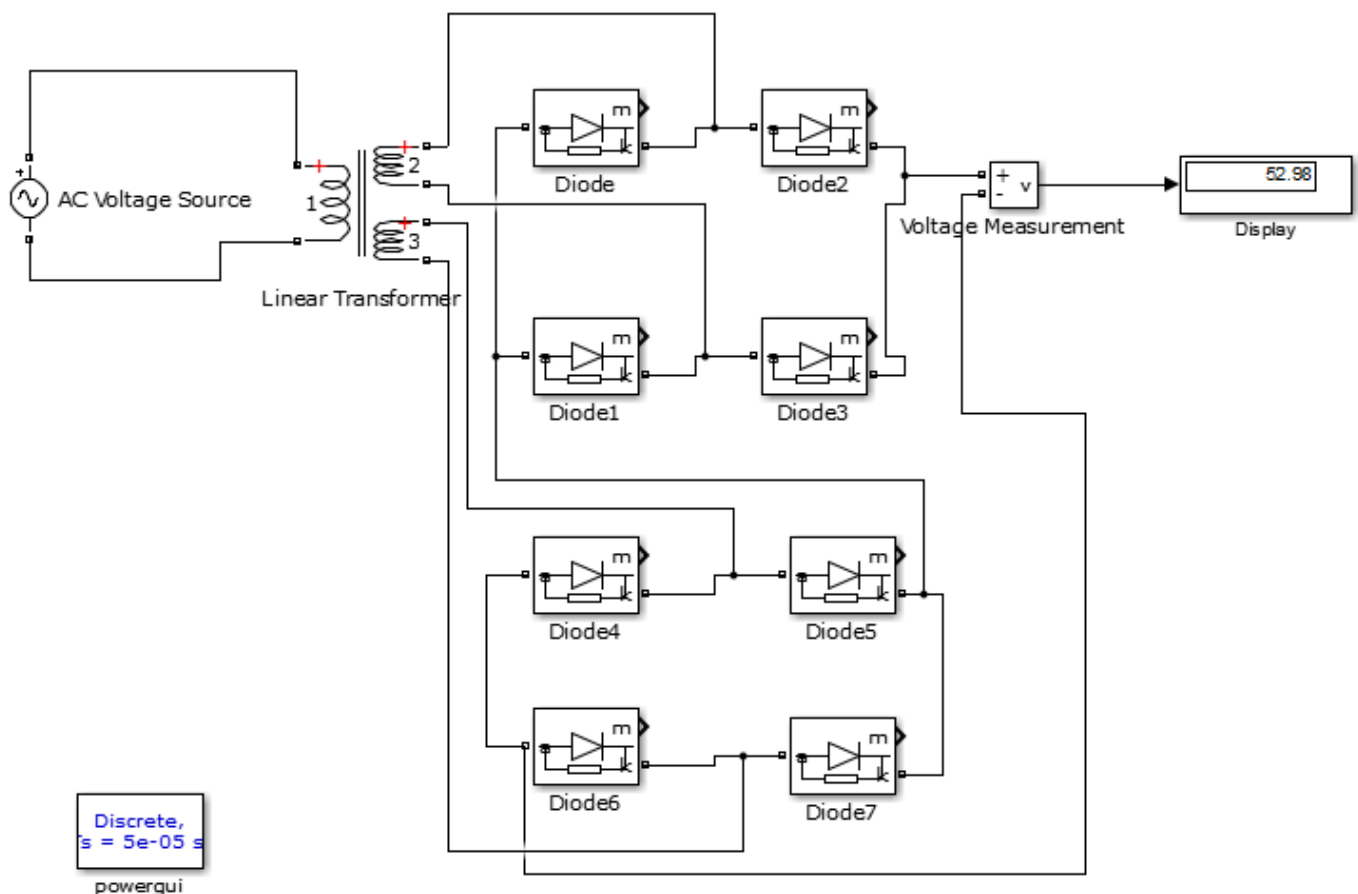 m
m
+
+
2
Diode
Diode2
+
AC Voltage Source
1
+
3
Linear Transformer
+
-
v
Voltage Measurement
52.98
Display
m
m
Diode1
Diode3
m
m
Diode4
Diode5
m
m
Diode6
Diode7
Discrete,
s = 5e-05 s
powergui